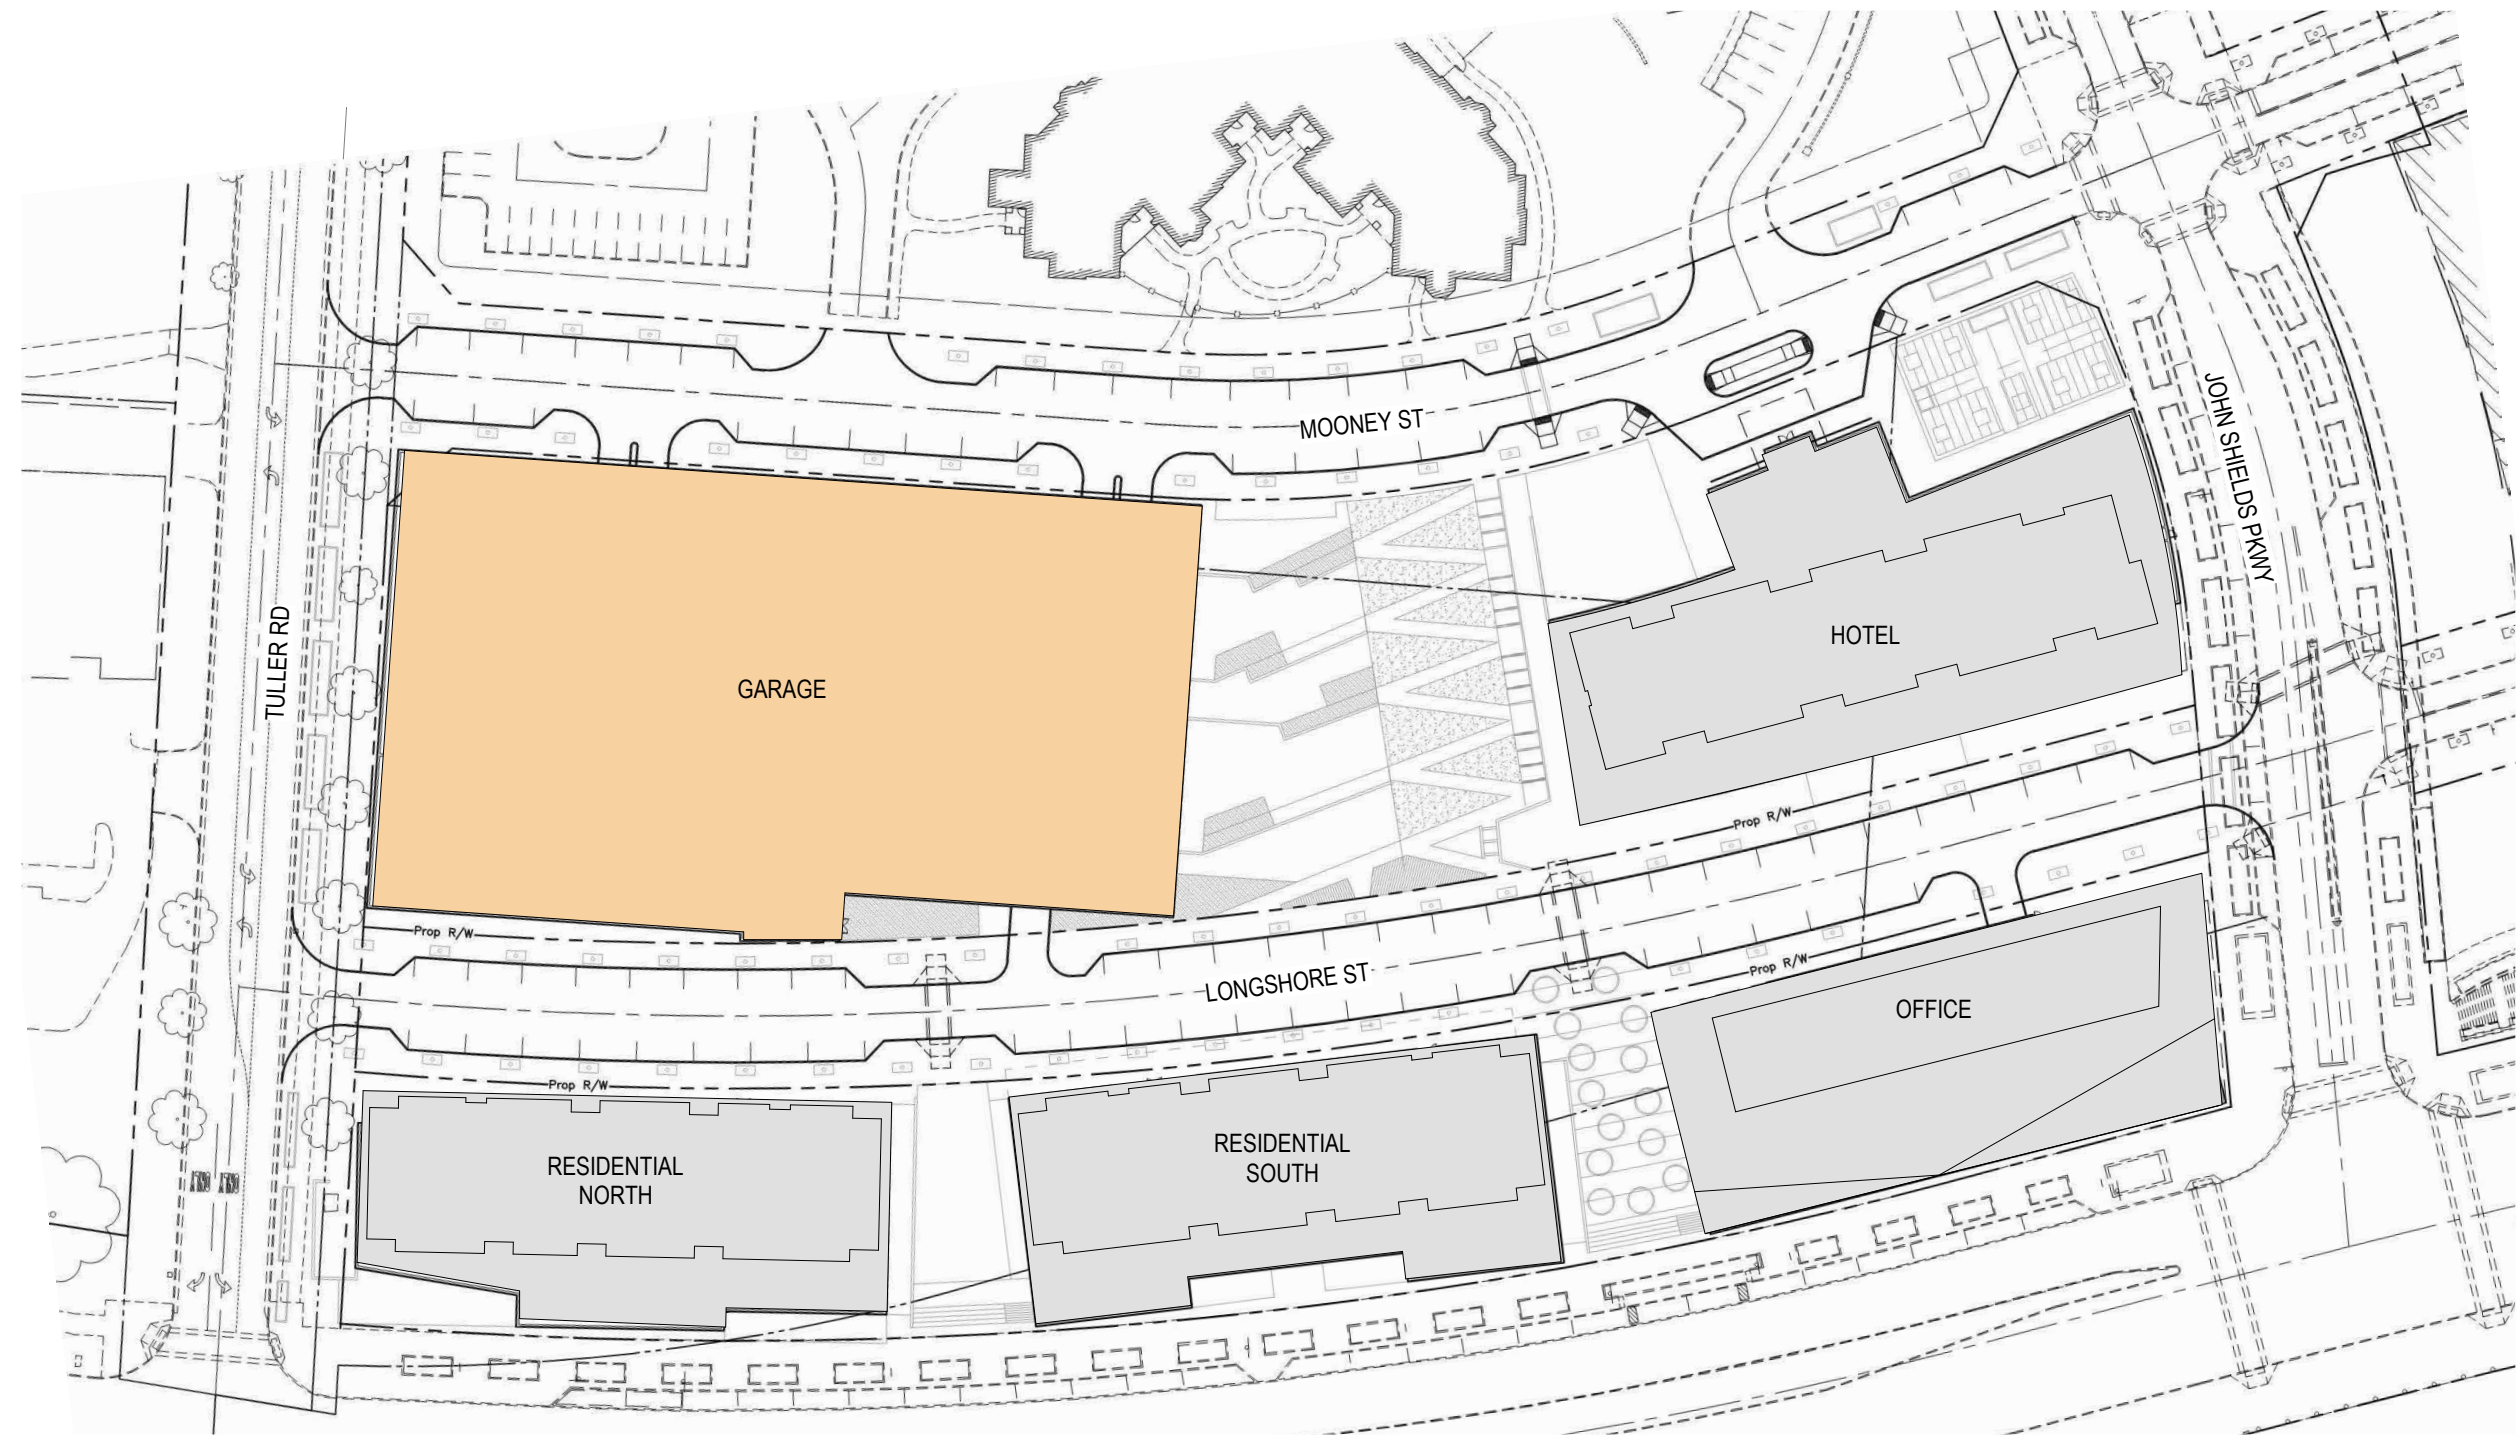 MOONEY ST
JOHN SHIELDS PKWY
TULLER RD
GARAGE
HOTEL
Prop R/W
Prop R/W
LONGSHORE ST
Prop R/W
OFFICE
Prop R/W
RESIDENTIAL
NORTH
RESIDENTIAL
SOUTH